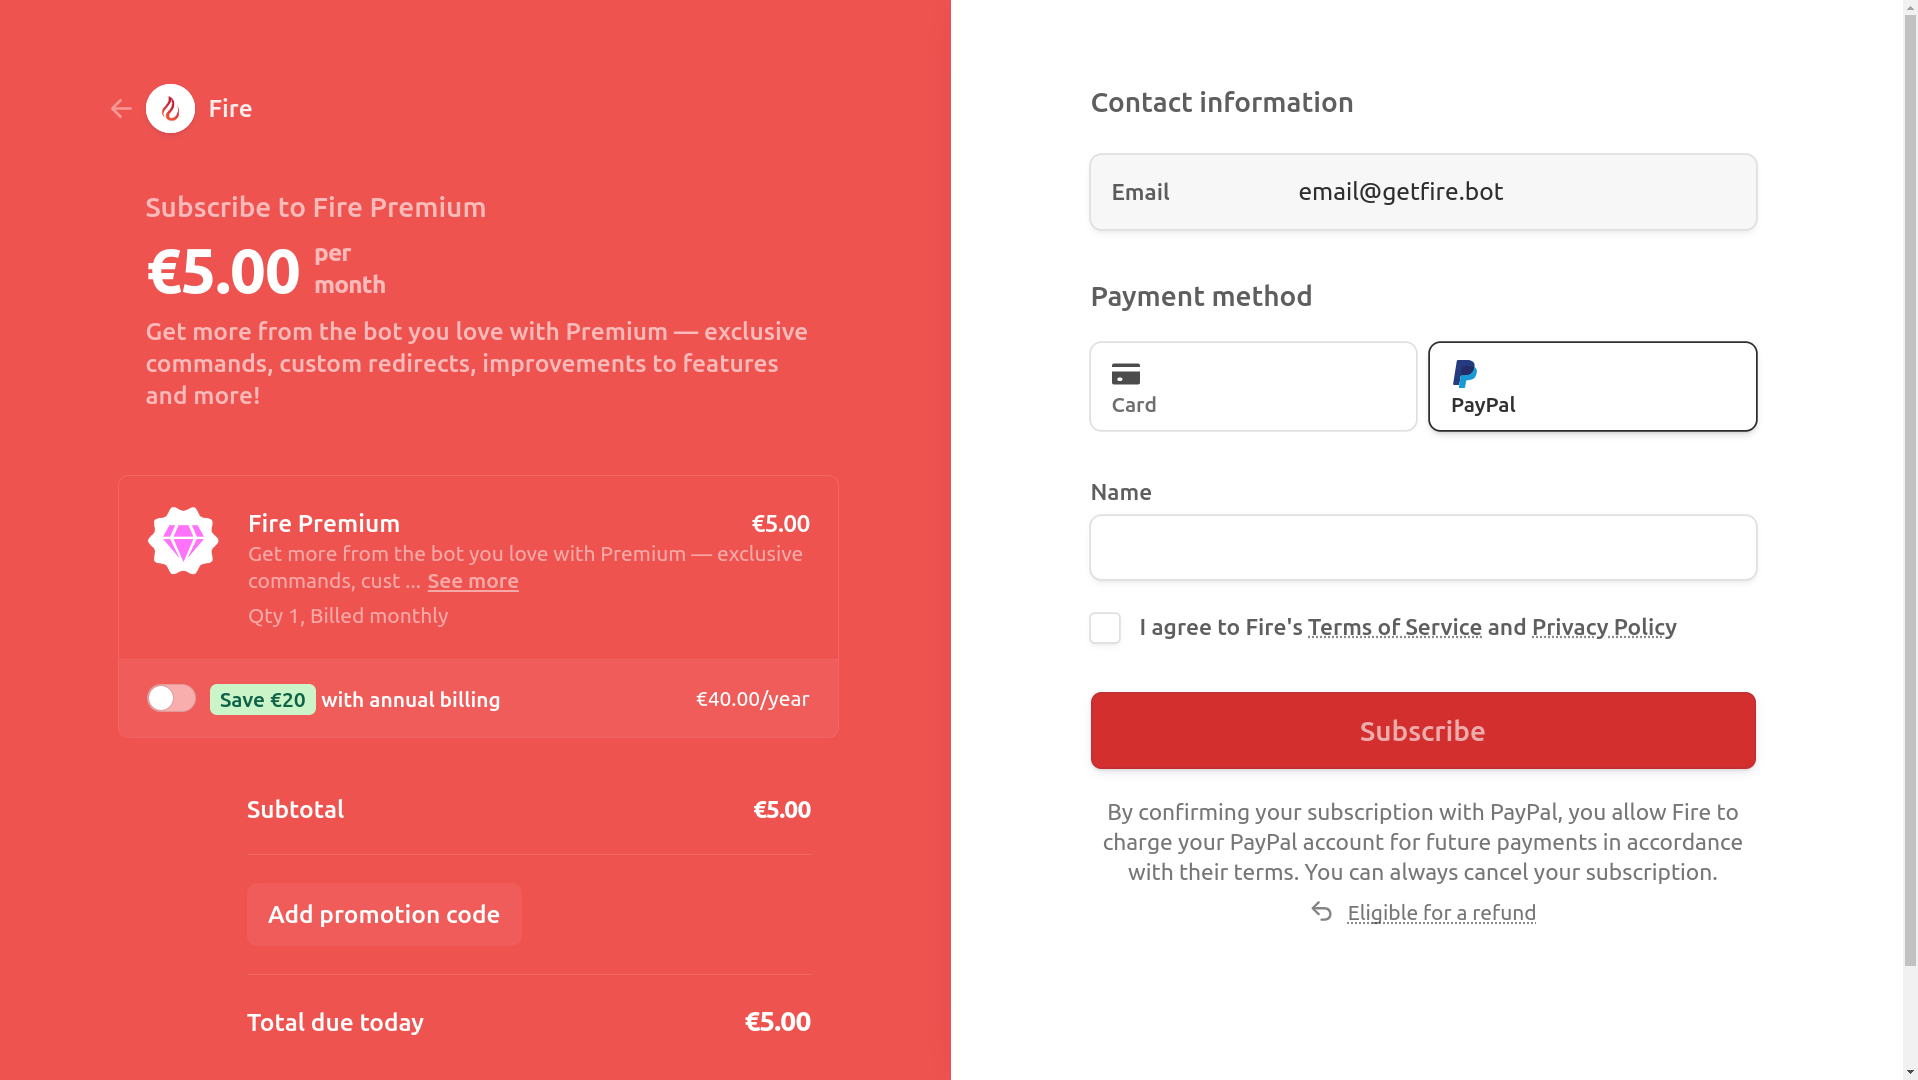 Fire
Subscribe to Fire Premium
€5.00 per
month
Get more from the bot you love with Premium — exclusive
commands, custom redirects, improvements to features
and more!
Fire Premium €5.00
Get more from the bot you love with Premium — exclusive
commands, cust ... See more
Qty 1, Billed monthly
Save €20 with annual billing €40.00/year
Subtotal €5.00
Add promotion code
Total due today €5.00
Contact information
Email email@getfire.bot
Payment method
Card
PayPal
Name
I agree to Fire's Terms of Service and Privacy Policy
Subscribe
By confirming your subscription with PayPal, you allow Fire to
charge your PayPal account for future payments in accordance
with their terms. You can always cancel your subscription.
Eligible for a refund